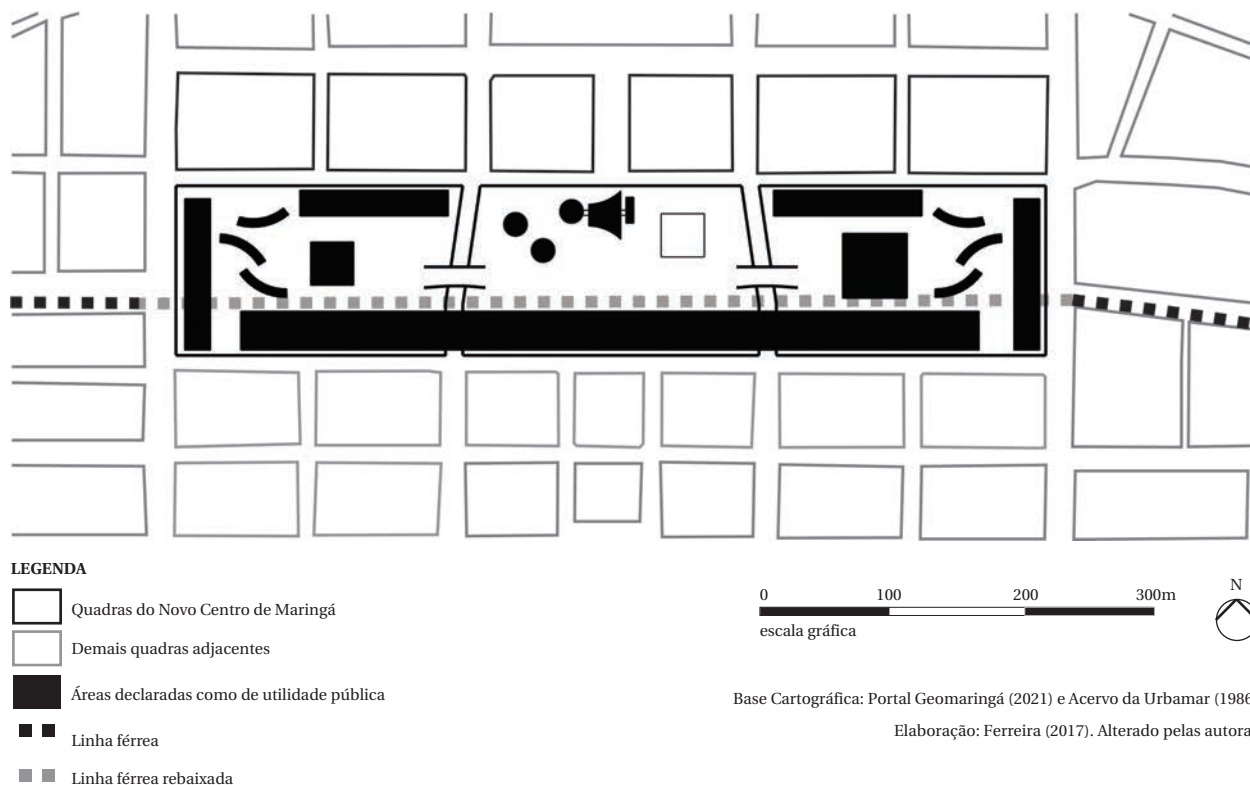 LEGENDA
Quadras do Novo Centro de Maringá
Demais quadras adjacentes
Áreas declaradas como de utilidade pública
Linha férrea
Linha férrea rebaixada
0 100 200 300m
escala gráfica
N
Base Cartográfica: Portal Geomaringá (2021) e Acervo da Urbamar (1986
Elaboração: Ferreira (2017). Alterado pelas autora